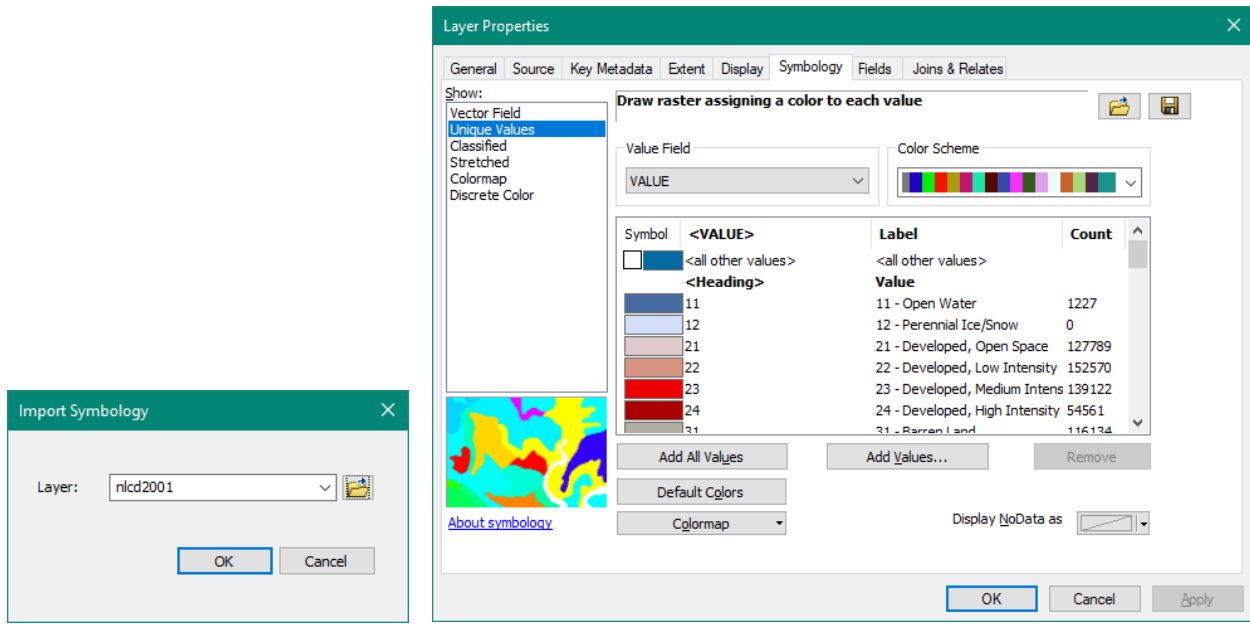 Import Symbology
Layer:
nlcd2001
OK
Cancel
Layer Properties
General Source Key Metadata Extent Display Symbology Fields Joins & Relates
Show:
Vector Field
Unique Values
Classified
Stretched
Colormap
Discrete Color
About symbology
Draw raster assigning a color to each value
Value Field
VALUE
Color Scheme
Symbol <VALUE> Label Count
<all other values> <all other values>
<Heading> Value
11 11 - Open Water 1227
12 12 - Perennial Ice/Snow 0
21 21 - Developed, Open Space 127789
22 22 - Developed, Low Intensity 152570
23 23 - Developed, Medium Intens 139122
24 24 - Developed, High Intensity 54561
31 31 - Barren Land 116134
Add All Values
Add Values...
Remove
Default Colors
Colormap
Display NoData as
OK
Cancel
Apply